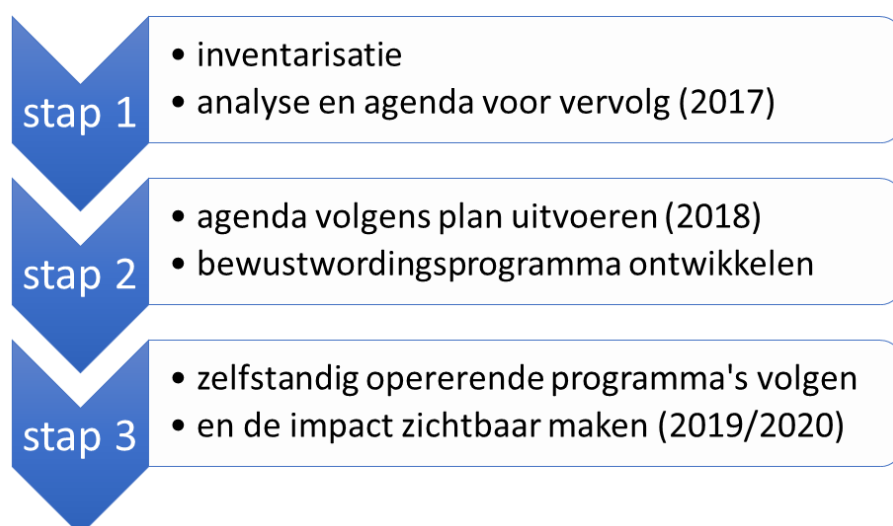 stap 1
• inventarisatie
• analyse en agenda voor vervolg (2017)
stap 2
• agenda volgens plan uitvoeren (2018)
• bewustwordingsprogramma ontwikkelen
stap 3
• zelfstandig opererende programma's volgen
• en de impact zichtbaar maken (2019/2020)